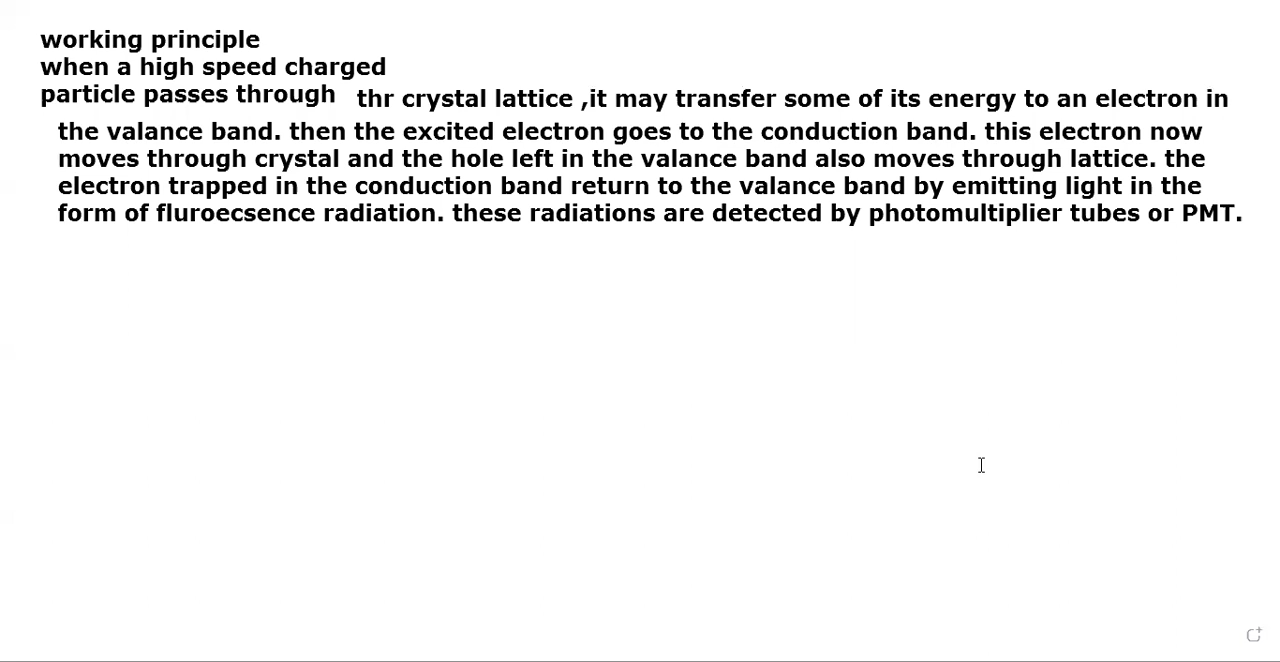 working principle
when a high speed charged
particle passes through thr crystal lattice ,it may transfer some of its energy to an electron in
the valance band. then the excited electron goes to the conduction band. this electron now
moves through crystal and the hole left in the valance band also moves through lattice. the
electron trapped in the conduction band return to the valance band by emitting light in the
form of fluroecsence radiation. these radiations are detected by photomultiplier tubes or PMT.